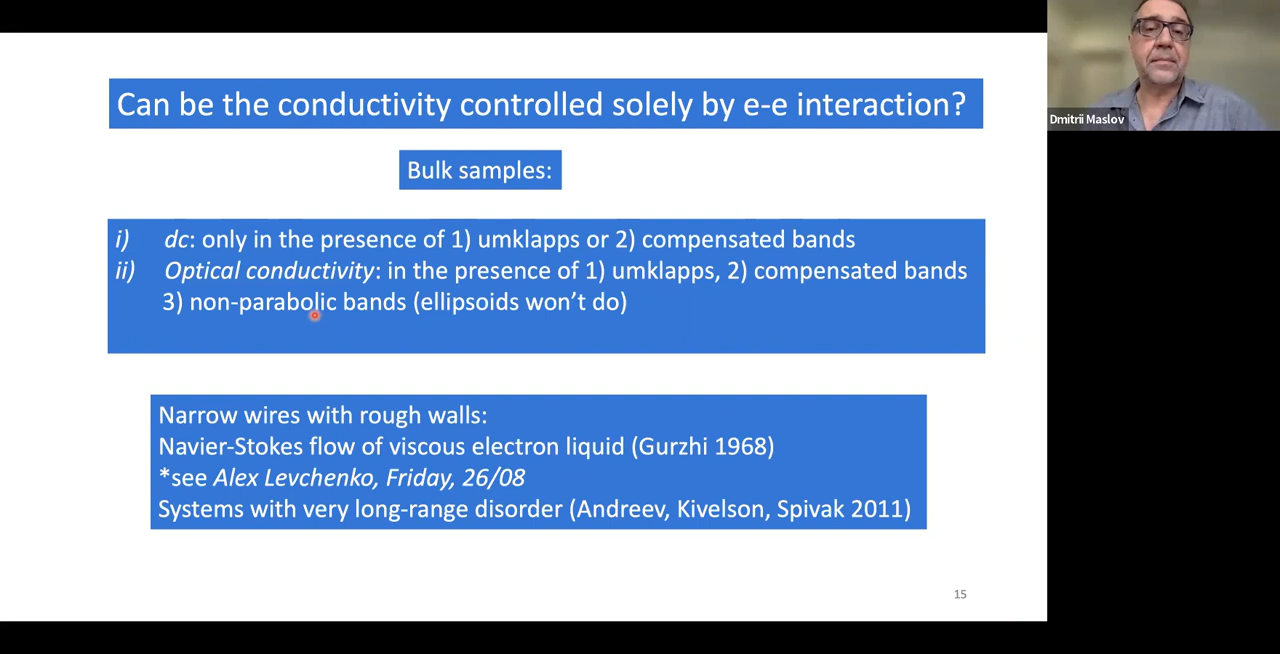 Can be the conductivity controlled solely by e-e interaction?
Bulk samples:
i) dc: only in the presence of 1) umklapps or 2) compensated bands
ii) Optical conductivity: in the presence of 1) umklapps, 2) compensated bands
3) non-parabolic bands (ellipsoids won’t do)
Narrow wires with rough walls:
Navier-Stokes flow of viscous electron liquid (Gurzhi 1968)
*see Alex Levchenko, Friday, 26/08
Systems with very long-range disorder (Andreev, Kivelson, Spivak 2011)
15
Dmitrii Maslov